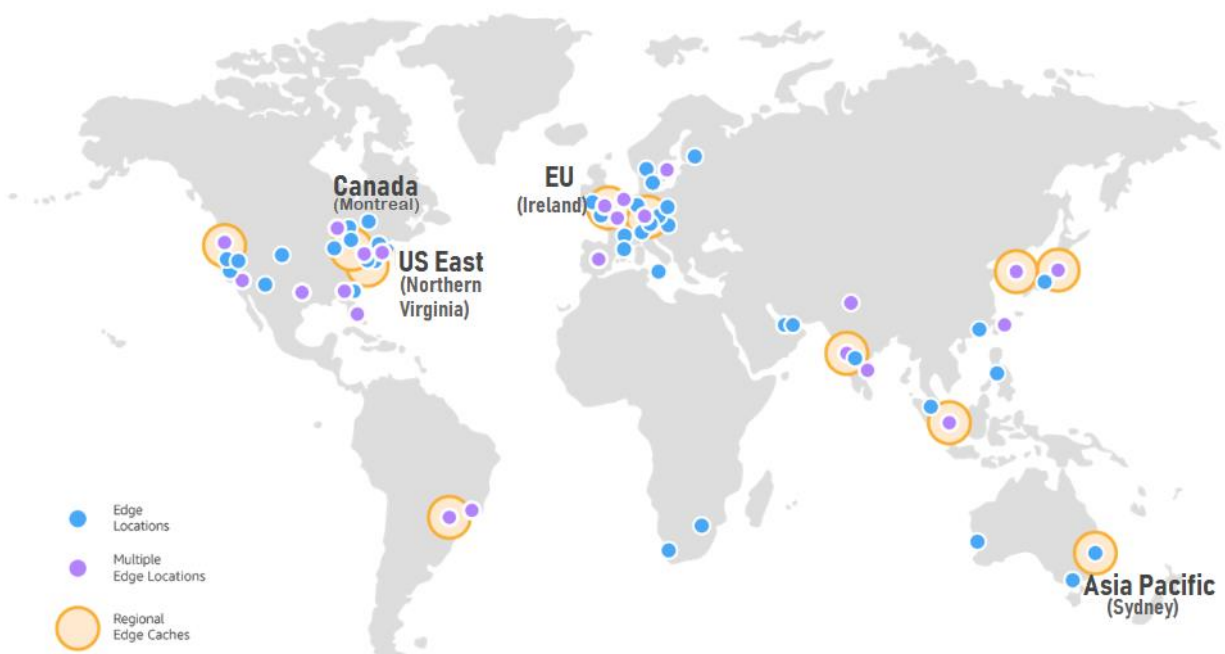 Canada
(Montreal)
EU
(Ireland)
US East
(Northern
Virginia)
Edge
Locations
Multiple
Edge Locations
Regional
Edge Caches
Asia Pacific
(Sydney)